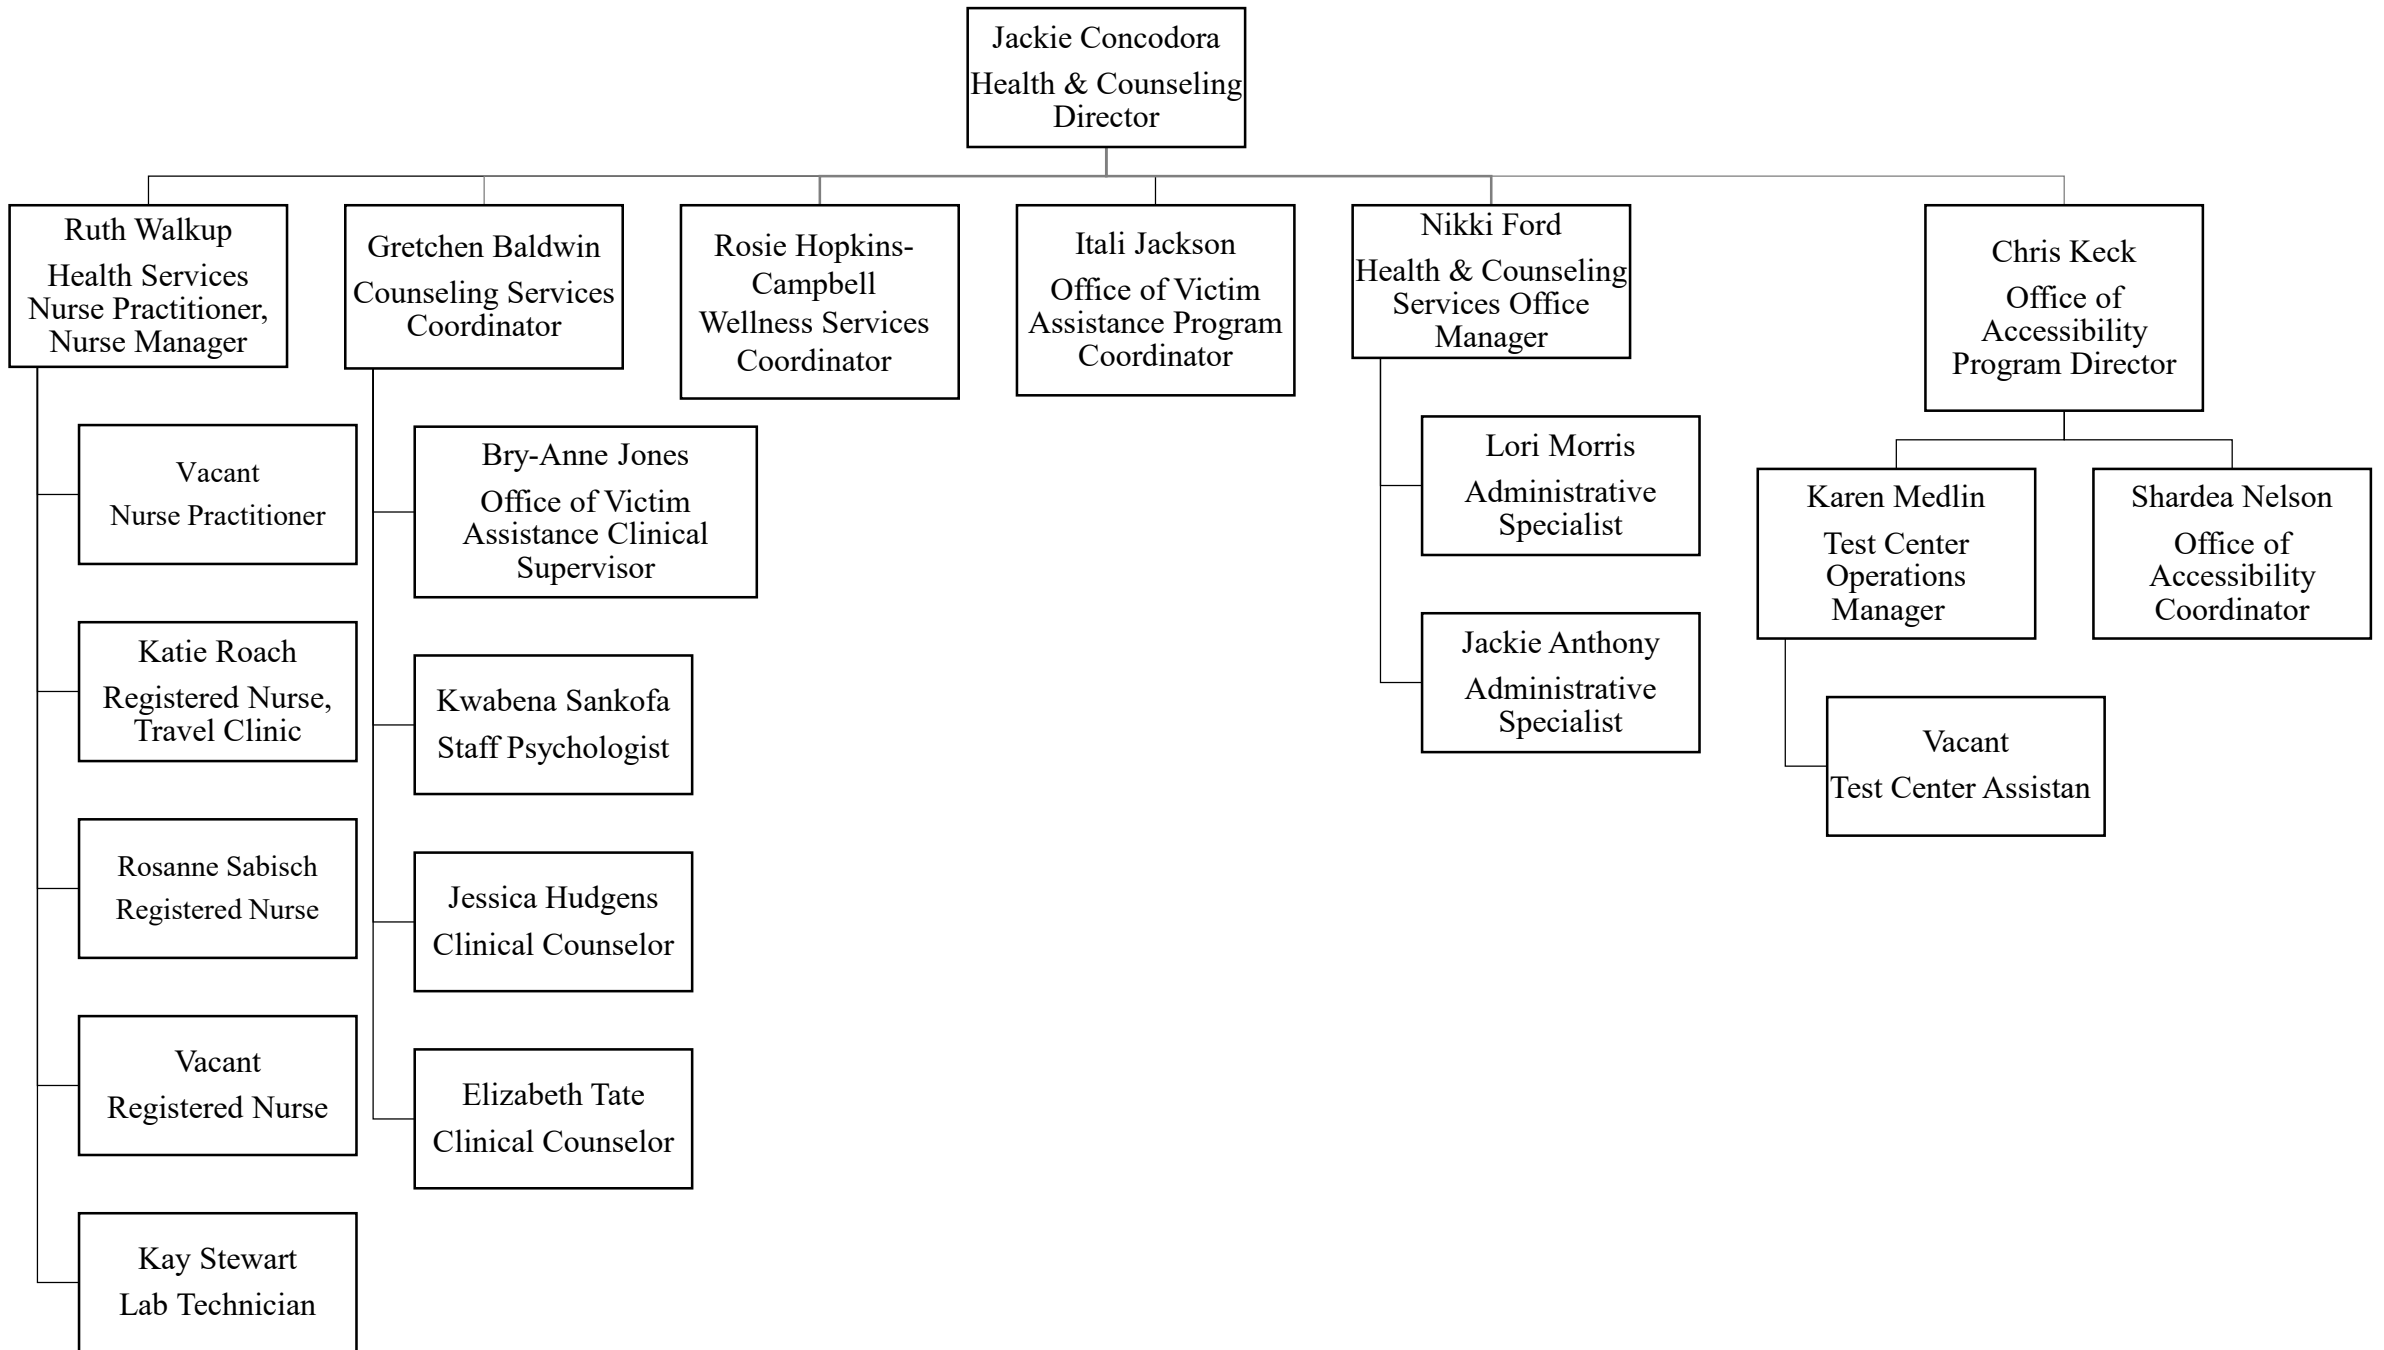 Jackie Concodora
Health & Counseling
Director
Ruth Walkup
Health Services
Nurse Practitioner,
Nurse Manager
Gretchen Baldwin
Counseling Services
Coordinator
Rosie Hopkins-
Campbell
Wellness Services
Coordinator
Itali Jackson
Office of Victim
Assistance Program
Coordinator
Nikki Ford
Health & Counseling
Services Office
Manager
Chris Keck
Office of
Accessibility
Program Director
Vacant
Nurse Practitioner
Katie Roach
Registered Nurse,
Travel Clinic
Rosanne Sabisch
Registered Nurse
Vacant
Registered Nurse
Kay Stewart
Lab Technician
Bry-Anne Jones
Office of Victim
Assistance Clinical
Supervisor
Kwabena Sankofa
Staff Psychologist
Jessica Hudgens
Clinical Counselor
Elizabeth Tate
Clinical Counselor
Lori Morris
Administrative
Specialist
Jackie Anthony
Administrative
Specialist
Karen Medlin
Test Center
Operations
Manager
Shardea Nelson
Office of
Accessibility
Coordinator
Vacant
Test Center Assistan